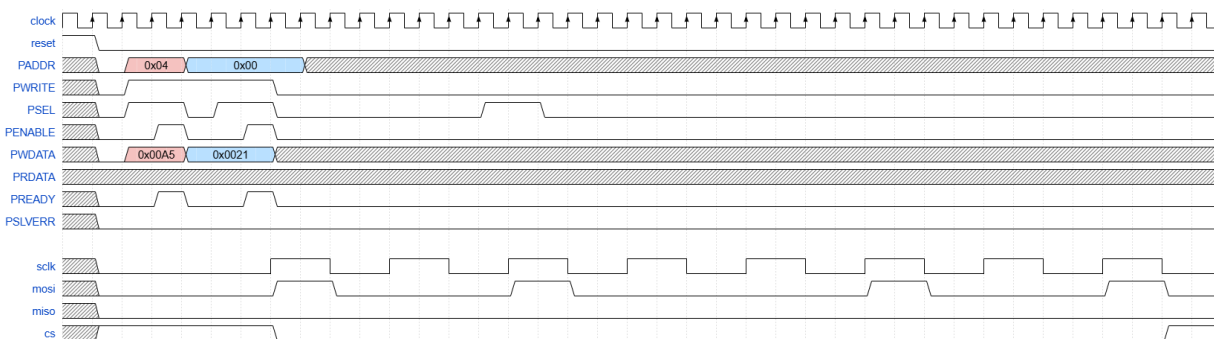 clock
reset
PADDR 0x04 0x00
PWRITE
PSEL
PENABLE
PWDATA 0x00A5 0x0021
PRDATA
PREADY
PSLVERR
sclk
mosi
miso
cs